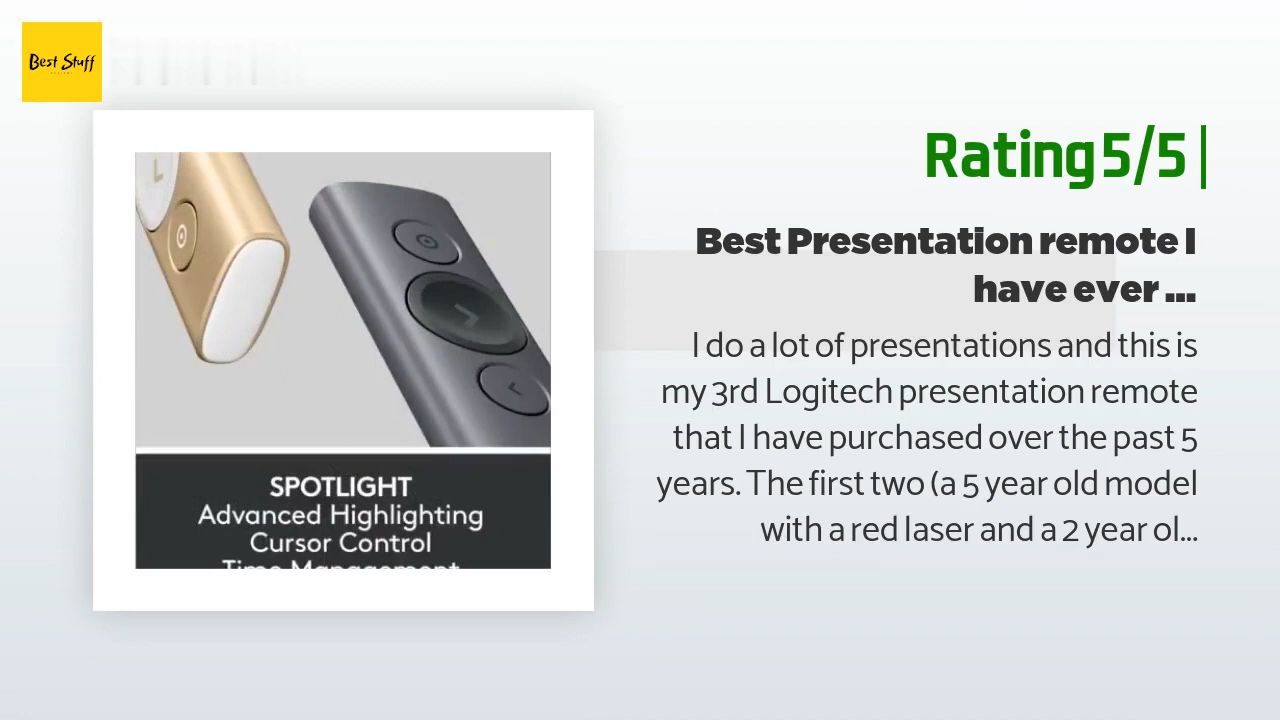 Best Stuff
Rating 5/5 |
Best Presentation remote I
have ever ...
I do a lot of presentations and this is
my 3rd Logitech presentation remote
that I have purchased over the past 5
years. The first two (a 5 year old model
with a red laser and a 2 year ol...
SPOTLIGHT
Advanced Highlighting
Cursor Control
Time Management